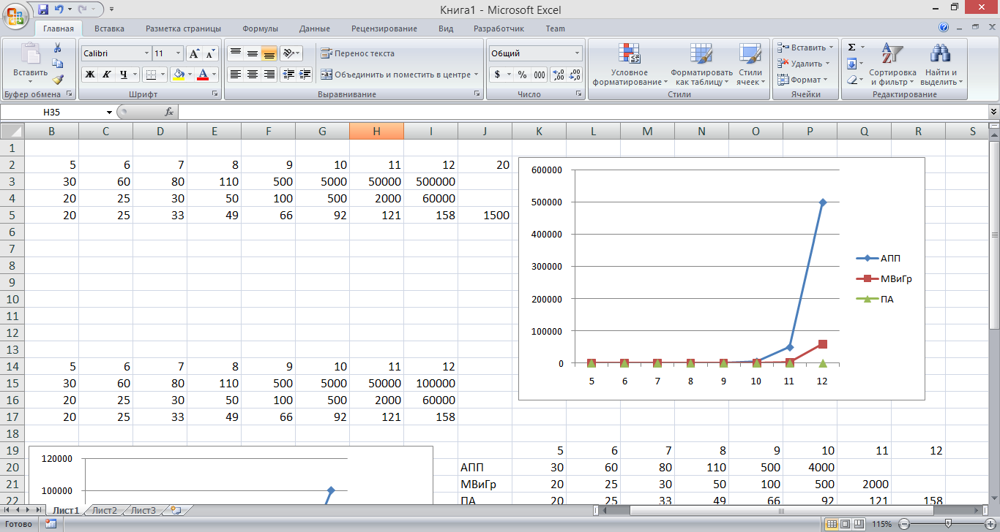 Книга1 - Microsoft Excel
Главная Вставка Разметка страницы Формулы Данные Рецензирование Вид Разработчик Team
Вставить
Буфер обмена
Calibri 11
Ж К Ч
Шрифт
Перенос текста
Объединить и поместить в центре
Выравнивание
Общий
$ % 000
Число
Условное форматирование
Форматировать как таблицу
Стили ячеек
Стили
Вставить
Удалить
Формат
Ячейки
Сортировка и фильтр
Найти и выделить
Редактирование
H35 fx
B C D E F G H I J K L M N O P Q R S
1
2 5 6 7 8 9 10 11 12 20
3 30 60 80 110 500 5000 50000 500000
4 20 25 30 50 100 500 2000 60000
5 20 25 33 49 66 92 121 158 1500
6
7
8
9
10
11
12
13
14 5 6 7 8 9 10 11 12
15 30 60 80 110 500 5000 50000 100000
16 20 25 30 50 100 500 2000 60000
17 20 25 33 49 66 92 121 158
18
19 5 6 7 8 9 10 11 12
20 АПП 30 60 80 110 500 4000
21 МВиГр 20 25 30 50 100 500 2000
22 ПА 20 25 33 49 66 92 121 158
600000
500000
400000
300000
200000
100000
0
5 6 7 8 9 10 11 12
АПП
МВиГр
ПА
120000
100000
Лист1 Лист2 Лист3
Готово 115%